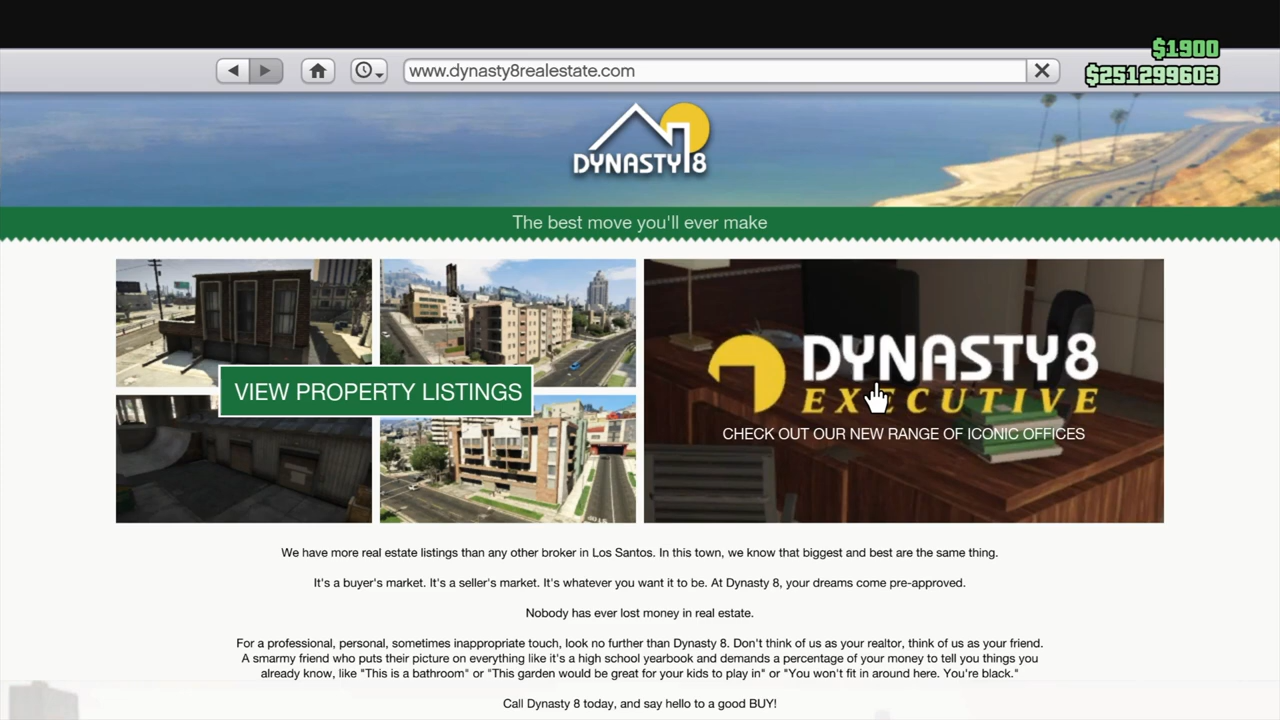 $1900
www.dynasty8realestate.com
$251299603
DYNASTY 8
The best move you'll ever make
VIEW PROPERTY LISTINGS
DYNASTY 8
EXECUTIVE
CHECK OUT OUR NEW RANGE OF ICONIC OFFICES
We have more real estate listings than any other broker in Los Santos. In this town, we know that biggest and best are the same thing.
It's a buyer's market. It's a seller's market. It's whatever you want it to be. At Dynasty 8, your dreams come pre-approved.
Nobody has ever lost money in real estate.
For a professional, personal, sometimes inappropriate touch, look no further than Dynasty 8. Don't think of us as your realtor, think of us as your friend.
A smarmy friend who puts their picture on everything like it's a high school yearbook and demands a percentage of your money to tell you things you
already know, like "This is a bathroom" or "This garden would be great for your kids to play in" or "You won't fit in around here. You're black."
Call Dynasty 8 today, and say hello to a good BUY!